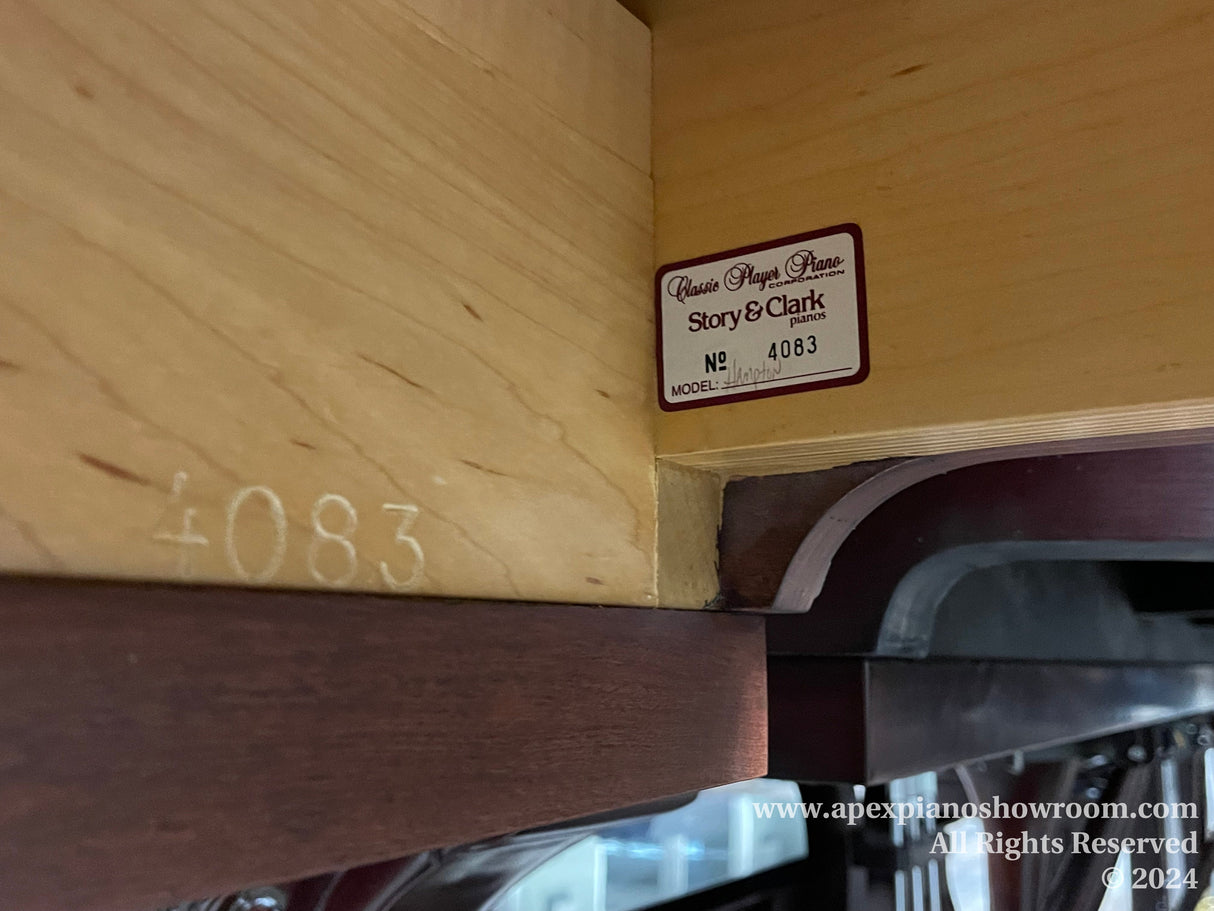 Classic Player Piano
CORPORATION
Story & Clark
pianos
Nº 4083
MODEL: Hampton
4083
www.apexpianoshowroom.com
All Rights Reserved
© 2024